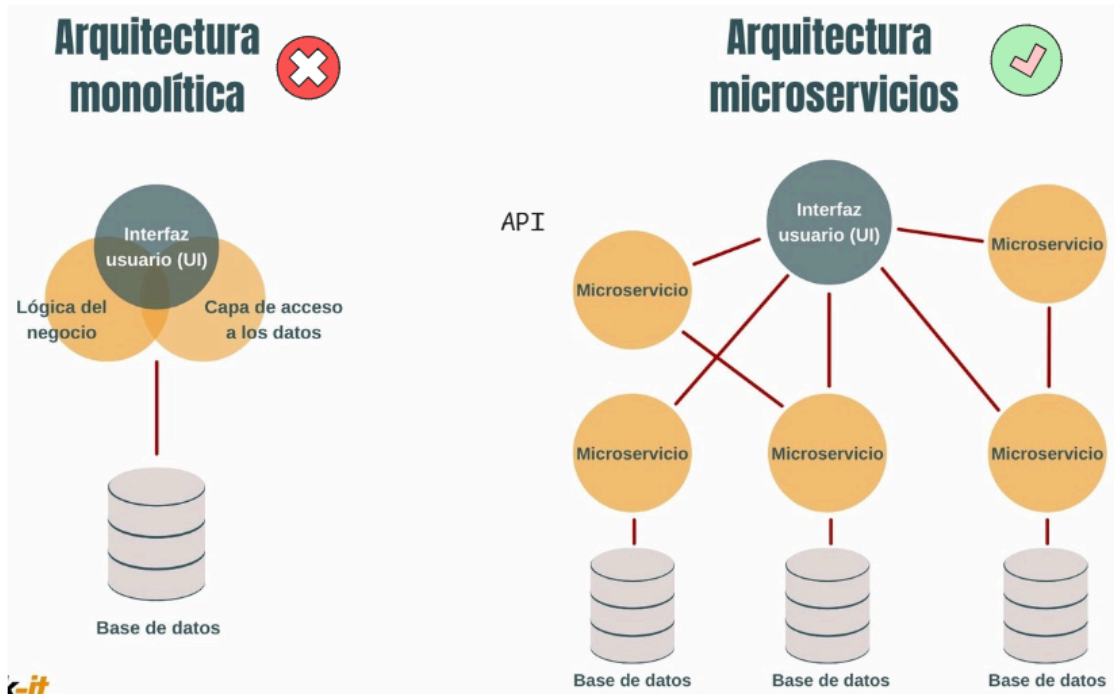 Arquitectura
monolítica
Interfaz
usuario (UI)
Lógica del
negocio
Capa de acceso
a los datos
Base de datos
Arquitectura
microservicios
API
Interfaz
usuario (UI)
Microservicio
Microservicio
Microservicio
Microservicio
Microservicio
Base de datos
Base de datos
Base de datos
-it